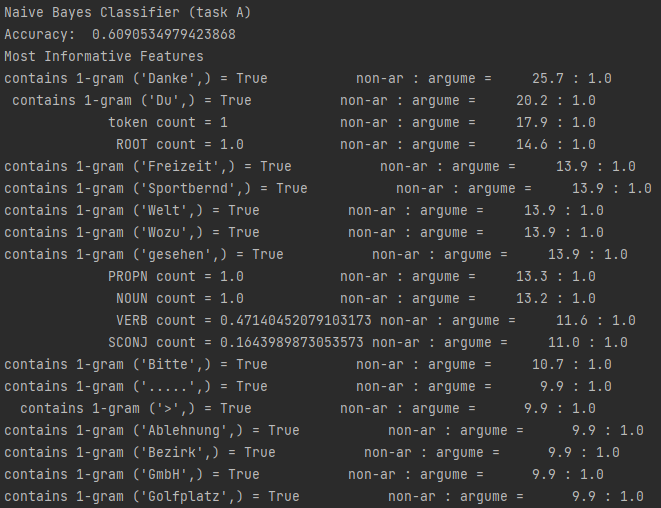 Naive Bayes Classifier (task A)
Accuracy:  0.6090534979423868
Most Informative Features
contains 1-gram ('Danke',) = True           non-ar : argume =     25.7 : 1.0
contains 1-gram ('Du',) = True           non-ar : argume =     20.2 : 1.0
token count = 1              non-ar : argume =     17.9 : 1.0
ROOT count = 1.0            non-ar : argume =     14.6 : 1.0
contains 1-gram ('Freizeit',) = True           non-ar : argume =     13.9 : 1.0
contains 1-gram ('Sportbernd',) = True           non-ar : argume =     13.9 : 1.0
contains 1-gram ('Welt',) = True           non-ar : argume =     13.9 : 1.0
contains 1-gram ('Wozu',) = True           non-ar : argume =     13.9 : 1.0
contains 1-gram ('gesehen',) = True           non-ar : argume =     13.9 : 1.0
PROPN count = 1.0            non-ar : argume =     13.3 : 1.0
NOUN count = 1.0            non-ar : argume =     13.2 : 1.0
VERB count = 0.47140452079103173 non-ar : argume =     11.6 : 1.0
SCONJ count = 0.1643989873053573 non-ar : argume =     11.0 : 1.0
contains 1-gram ('Bitte',) = True           non-ar : argume =     10.7 : 1.0
contains 1-gram ('.....',) = True           non-ar : argume =      9.9 : 1.0
contains 1-gram ('>',) = True           non-ar : argume =      9.9 : 1.0
contains 1-gram ('Ablehnung',) = True           non-ar : argume =      9.9 : 1.0
contains 1-gram ('Bezirk',) = True           non-ar : argume =      9.9 : 1.0
contains 1-gram ('GmbH',) = True           non-ar : argume =      9.9 : 1.0
contains 1-gram ('Golfplatz',) = True           non-ar : argume =      9.9 : 1.0